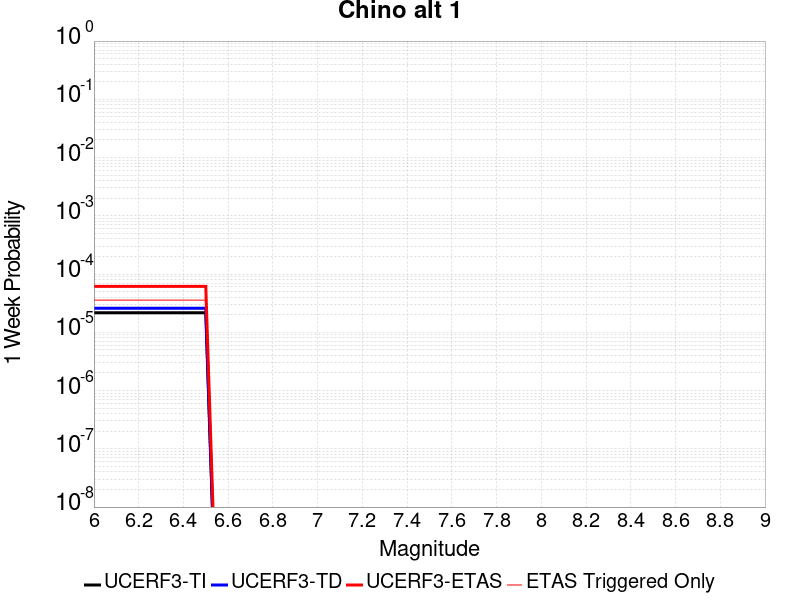 Chino alt 1
10^0
10^-1
10^-2
10^-3
10^-4
10^-5
10^-6
10^-7
10^-8
1 Week Probability
6 6.2 6.4 6.6 6.8 7 7.2 7.4 7.6 7.8 8 8.2 8.4 8.6 8.8 9
Magnitude
UCERF3-TI UCERF3-TD UCERF3-ETAS ETAS Triggered Only